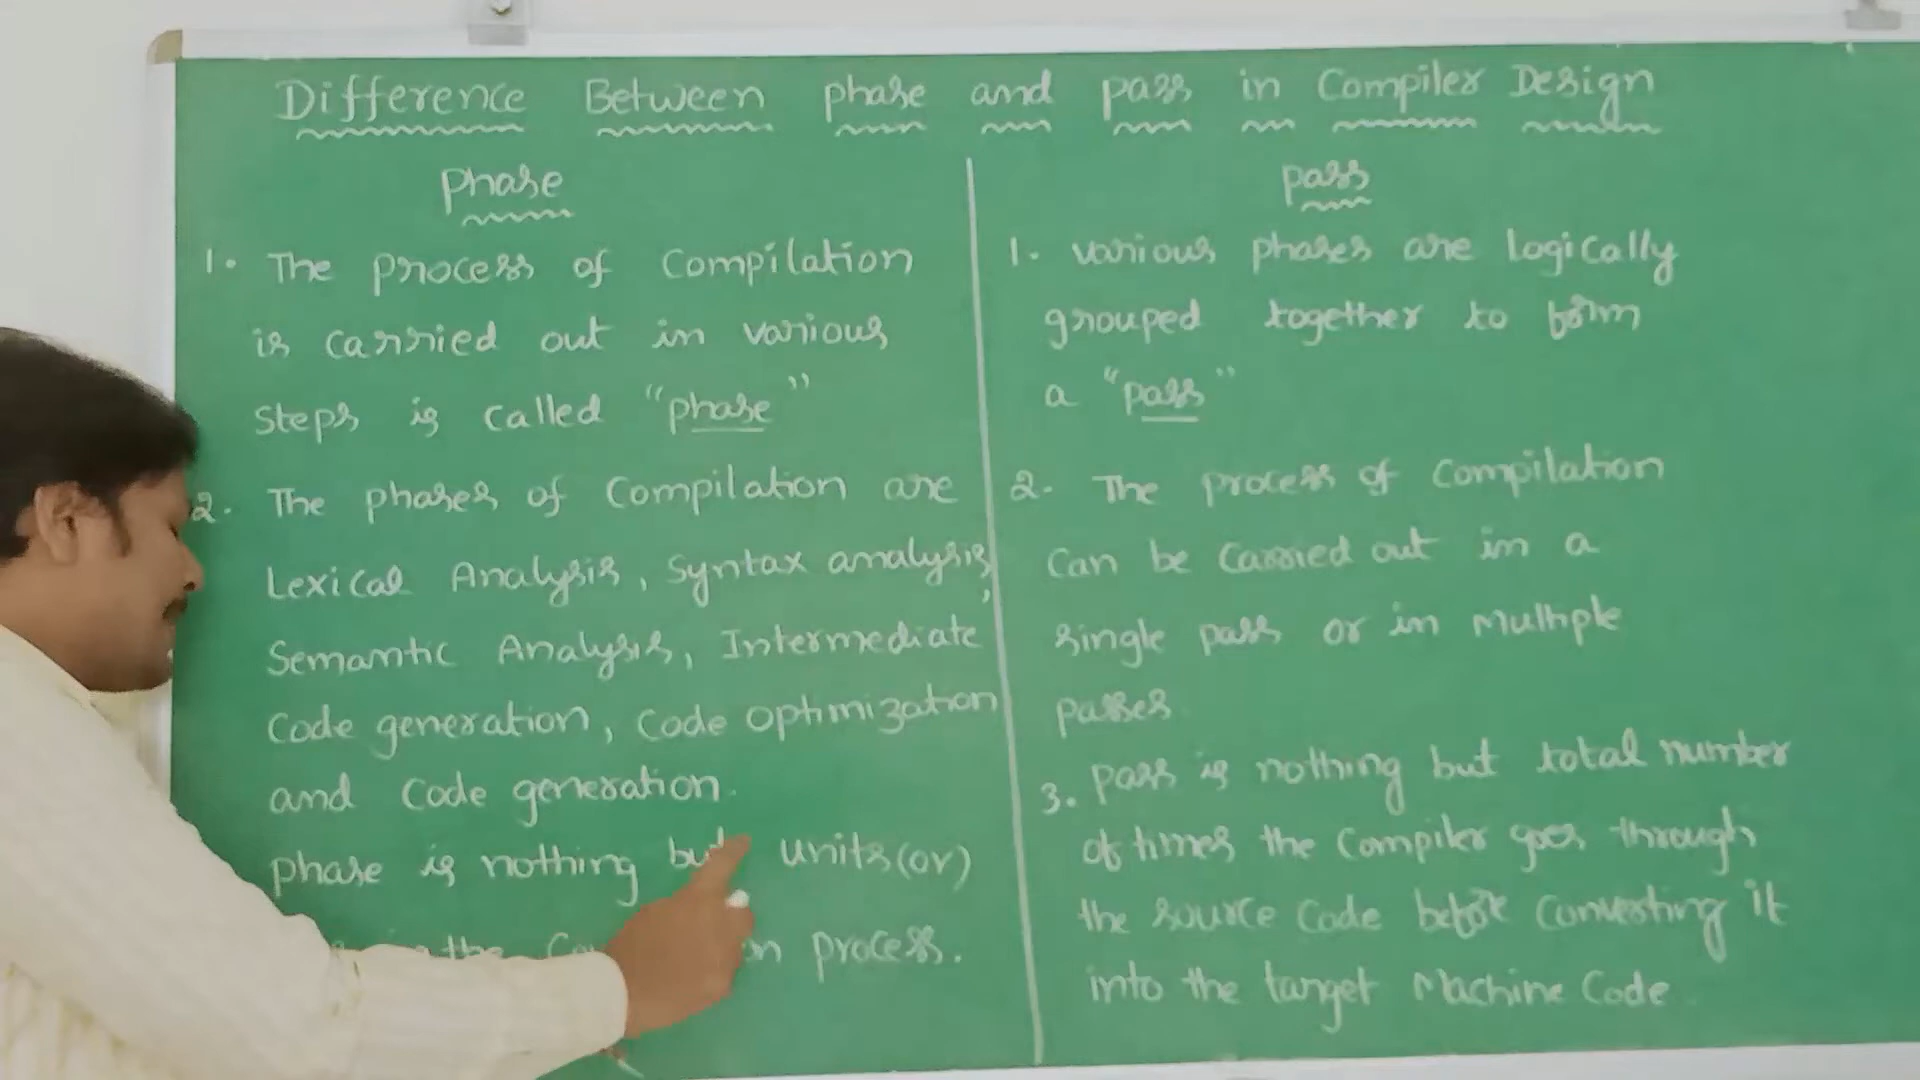 Difference Between phase and pass in Compiler Design
Phase
1. The process of compilation
is carried out in various
steps is called "phase"
2. The phases of compilation are
Lexical Analysis, Syntax analysis,
Semantic Analysis, Intermediate
code generation, code optimization
and code generation.
phase is nothing but units (or)
in the process.
pass
1. various phases are logically
grouped together to form
a "pass"
2. The process of compilation
can be carried out in a
single pass or in multiple
passes
3. pass is nothing but total number
of times the compiler goes through
the source code before converting it
into the target Machine Code.